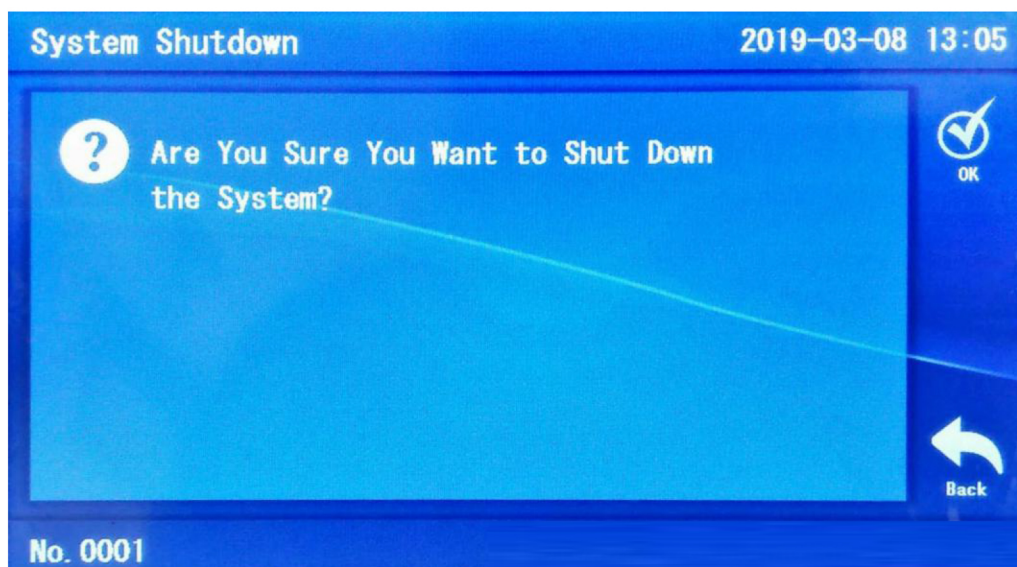 System Shutdown 2019-03-08 13:05
?
Are You Sure You Want to Shut Down
the System?
OK
Back
No. 0001